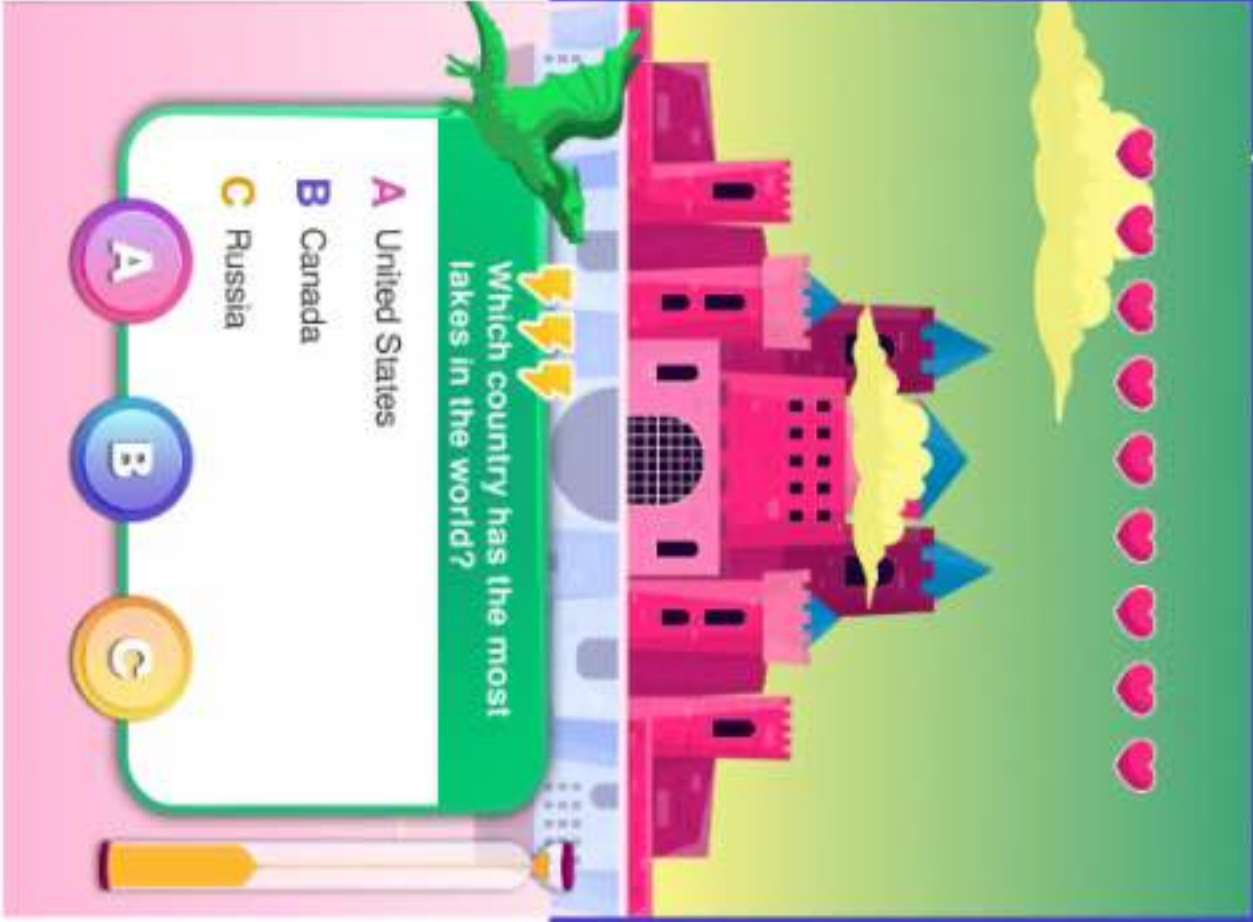 Which country has the most
lakes in the world?
A United States
B Canada
C Russia
A
B
C